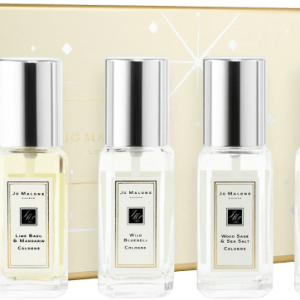 JO MALONE
LONDON
LIME BASIL
& MANDARIN
COLOGNE
JO MALONE
LONDON
WILD
BLUEBELL
COLOGNE
JO MALONE
LONDON
WOOD SAGE
& SEA SALT
COLOGNE